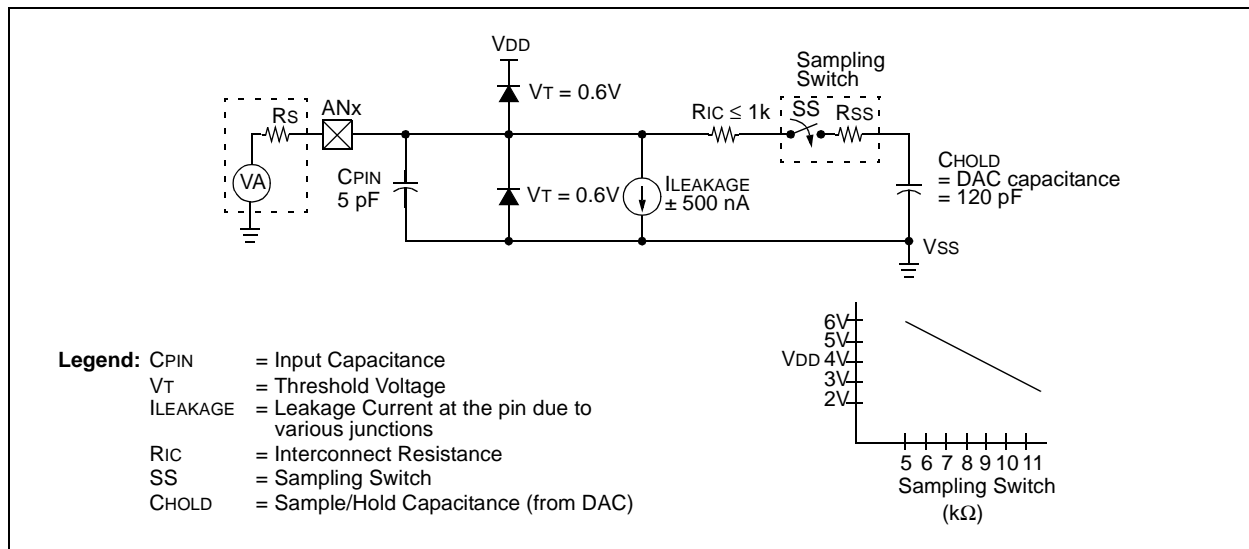 VDD
Sampling
Switch
VT = 0.6V
RS
ANx
RIC ≤ 1k
SS
RSS
VA
CPIN
5 pF
VT = 0.6V
ILEAKAGE
± 500 nA
CHOLD
= DAC capacitance
= 120 pF
VSS
Legend: CPIN = Input Capacitance
VT = Threshold Voltage
ILEAKAGE = Leakage Current at the pin due to
various junctions
RIC = Interconnect Resistance
SS = Sampling Switch
CHOLD = Sample/Hold Capacitance (from DAC)
6V
5V
VDD 4V
3V
2V
5 6 7 8 9 10 11
Sampling Switch
(kΩ)